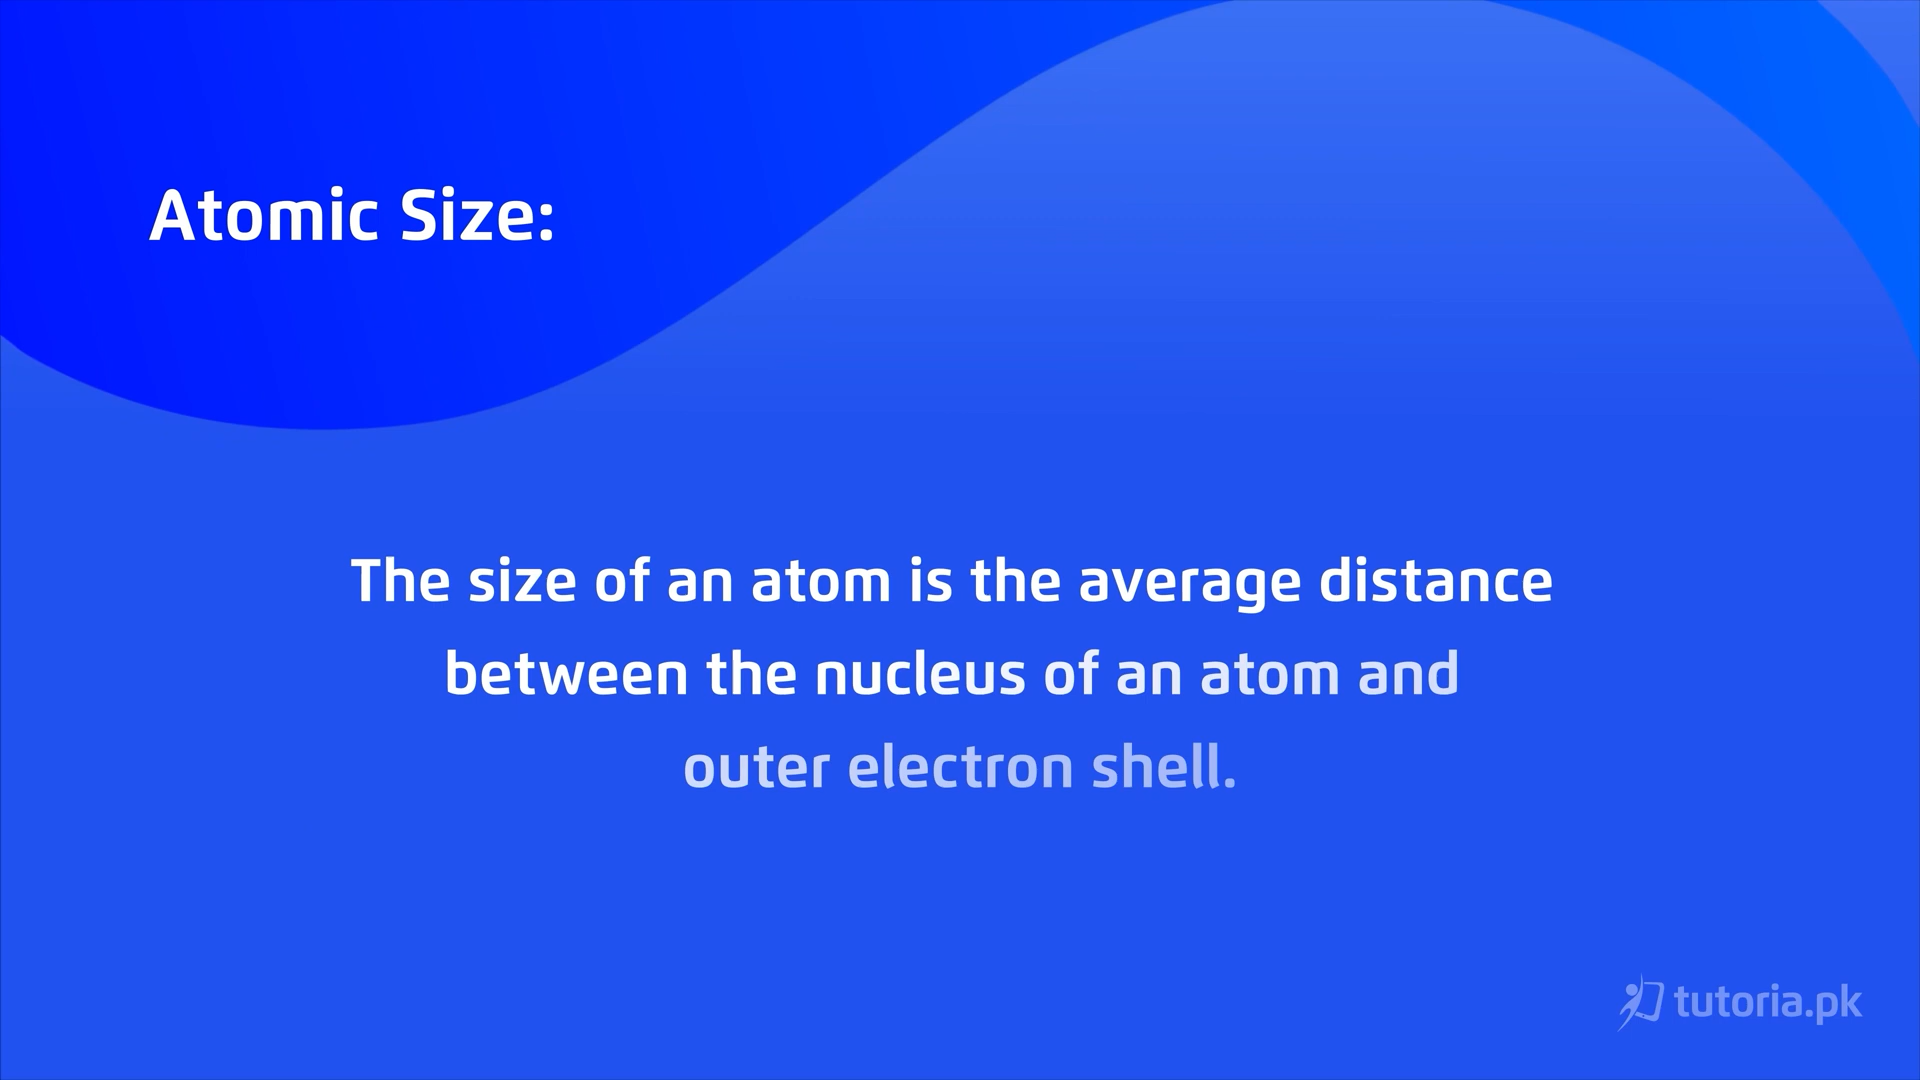 Atomic Size:
The size of an atom is the average distance
between the nucleus of an atom and
outer electron shell.
tutoria.pk